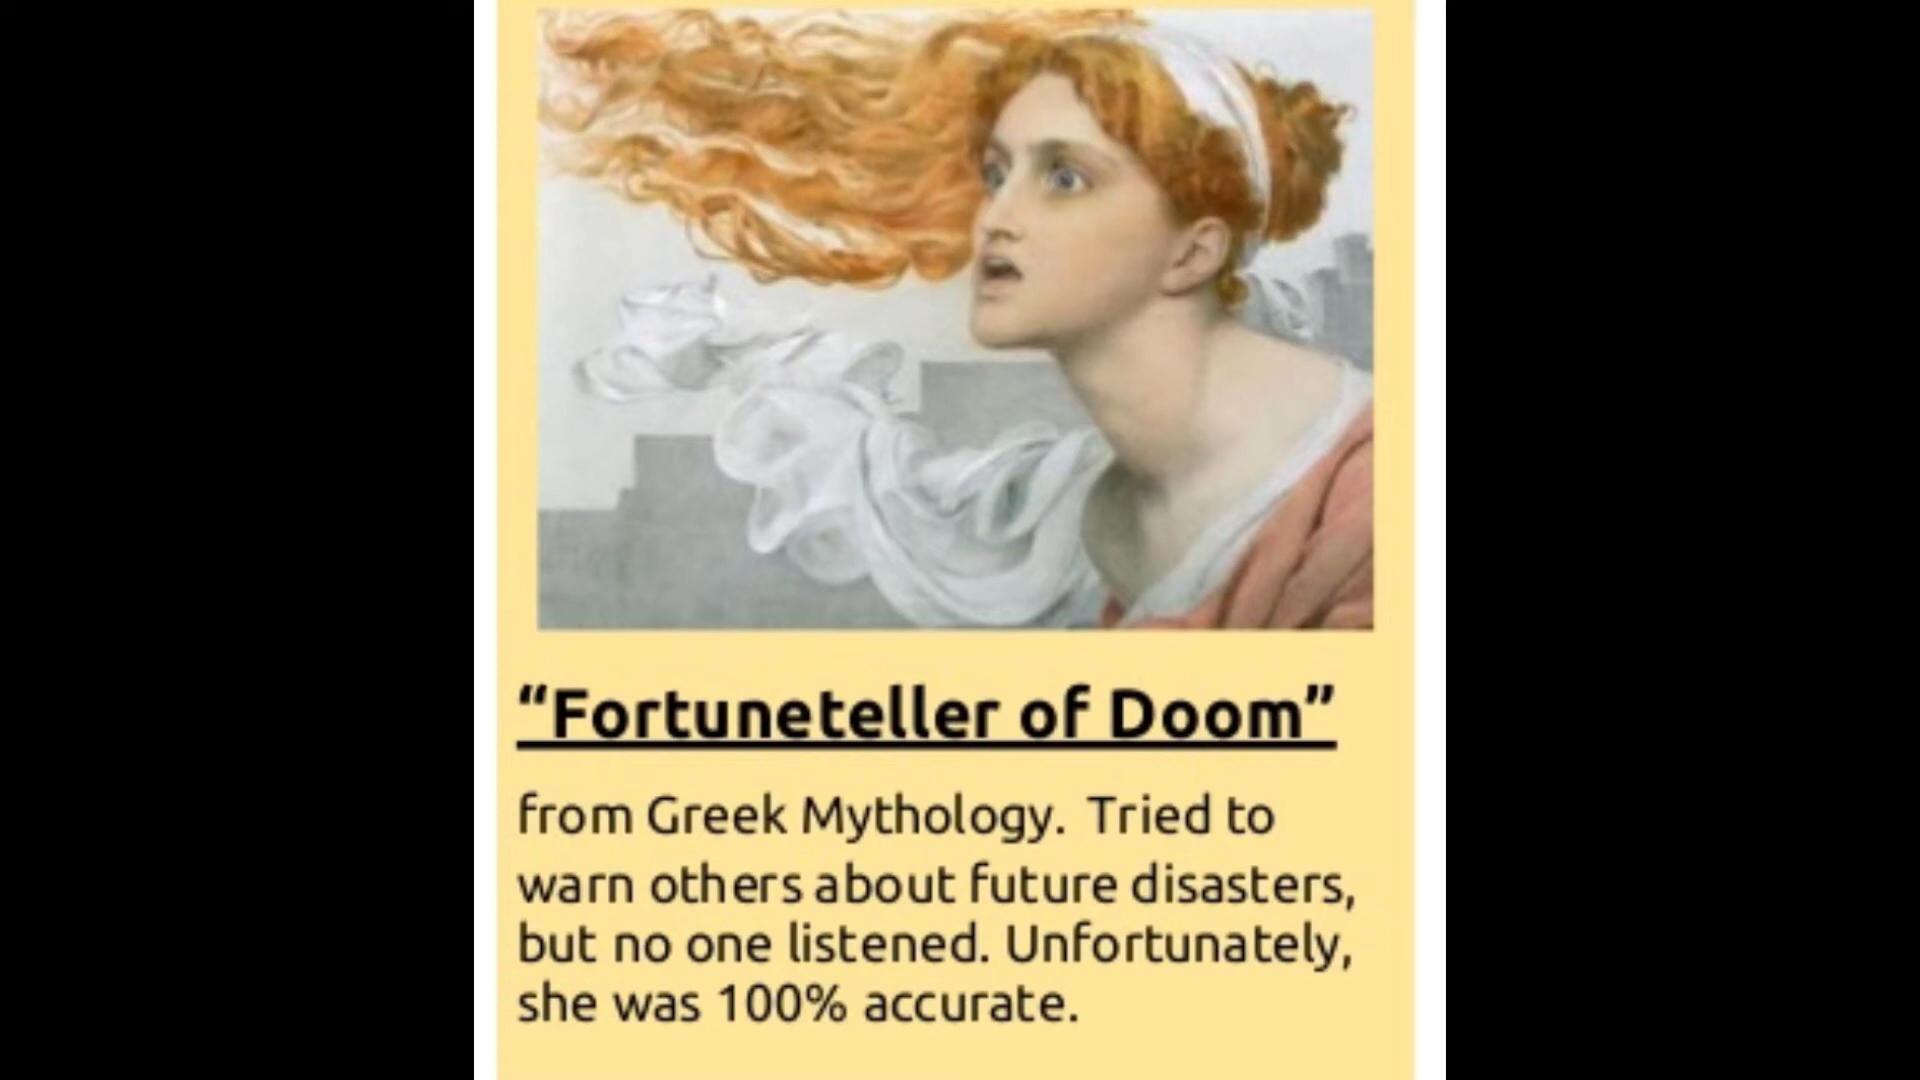 “Fortuneteller of Doom”
from Greek Mythology. Tried to
warn others about future disasters,
but no one listened. Unfortunately,
she was 100% accurate.